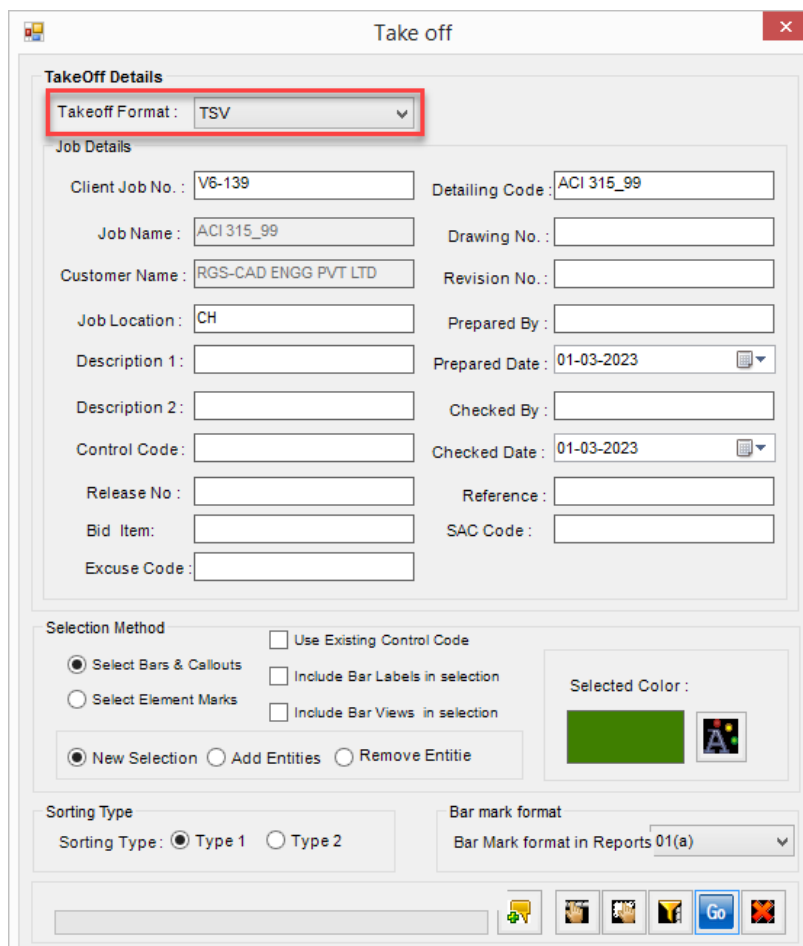 Take off
TakeOff Details
Takeoff Format : TSV
Job Details
Client Job No. : V6-139 Detailing Code : ACI 315_99
Job Name : ACI 315_99 Drawing No. :
Customer Name : RGS-CAD ENGG PVT LTD Revision No. :
Job Location : CH Prepared By :
Description 1 : Prepared Date : 01-03-2023
Description 2 : Checked By :
Control Code : Checked Date : 01-03-2023
Release No : Reference :
Bid Item: SAC Code :
Excuse Code :
Selection Method
Use Existing Control Code
Select Bars & Callouts
Include Bar Labels in selection
Selected Color :
Select Element Marks
Include Bar Views in selection
New Selection Add Entities Remove Entitie
Sorting Type Bar mark format
Sorting Type : Type 1 Type 2 Bar Mark format in Reports 01(a)
Go